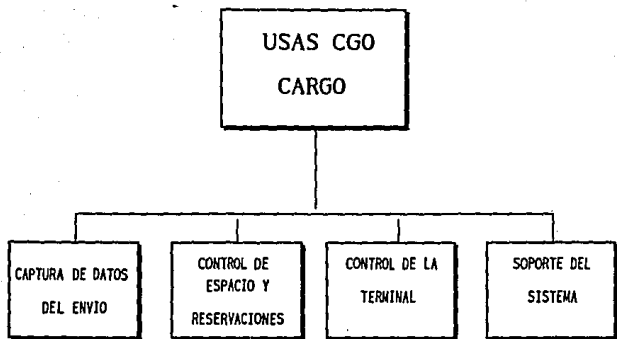 USAS CGO
CARGO
CAPTURA DE DATOS
DEL ENVIO
CONTROL DE
ESPACIO Y
RESERVACIONES
CONTROL DE LA
TERMINAL
SOPORTE DEL
SISTEMA